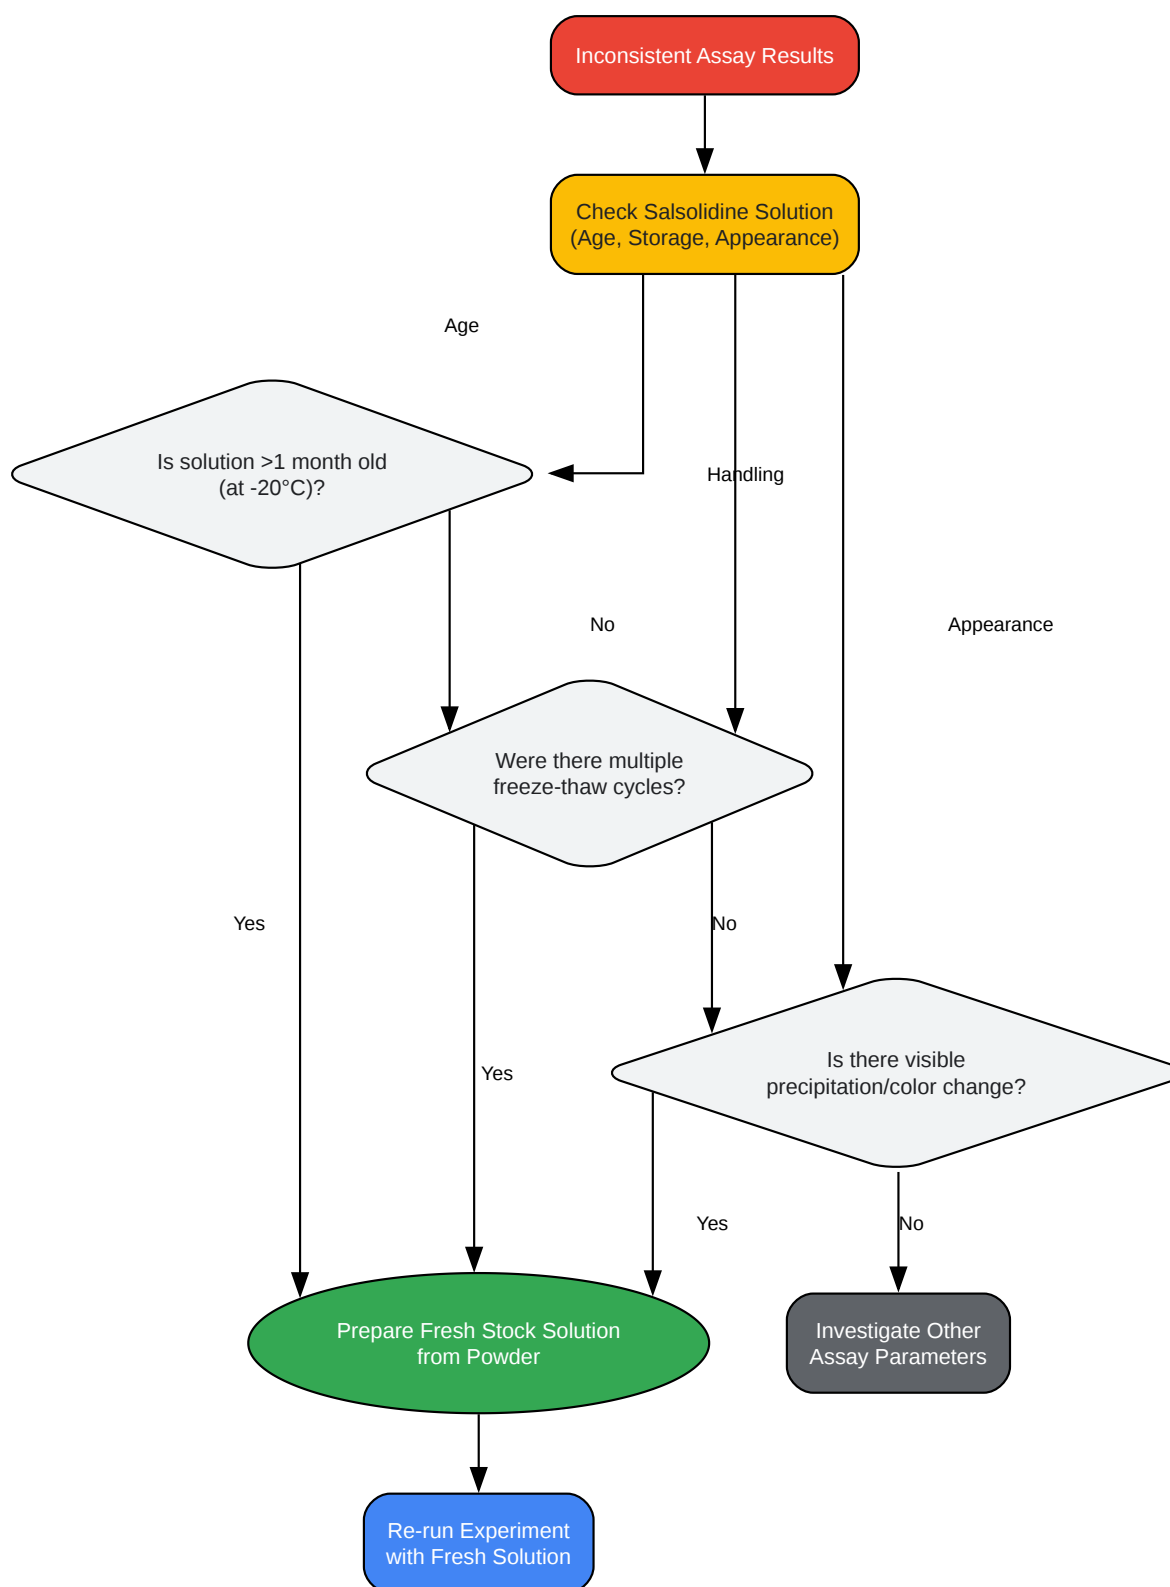 Inconsistent Assay Results
Check Salsolidine Solution
(Age, Storage, Appearance)
Age
Is solution >1 month old
(at -20°C)?
Handling
No
Appearance
Were there multiple
freeze-thaw cycles?
Yes
No
Is there visible
precipitation/color change?
Yes
Yes
No
Prepare Fresh Stock Solution
from Powder
Investigate Other
Assay Parameters
Re-run Experiment
with Fresh Solution